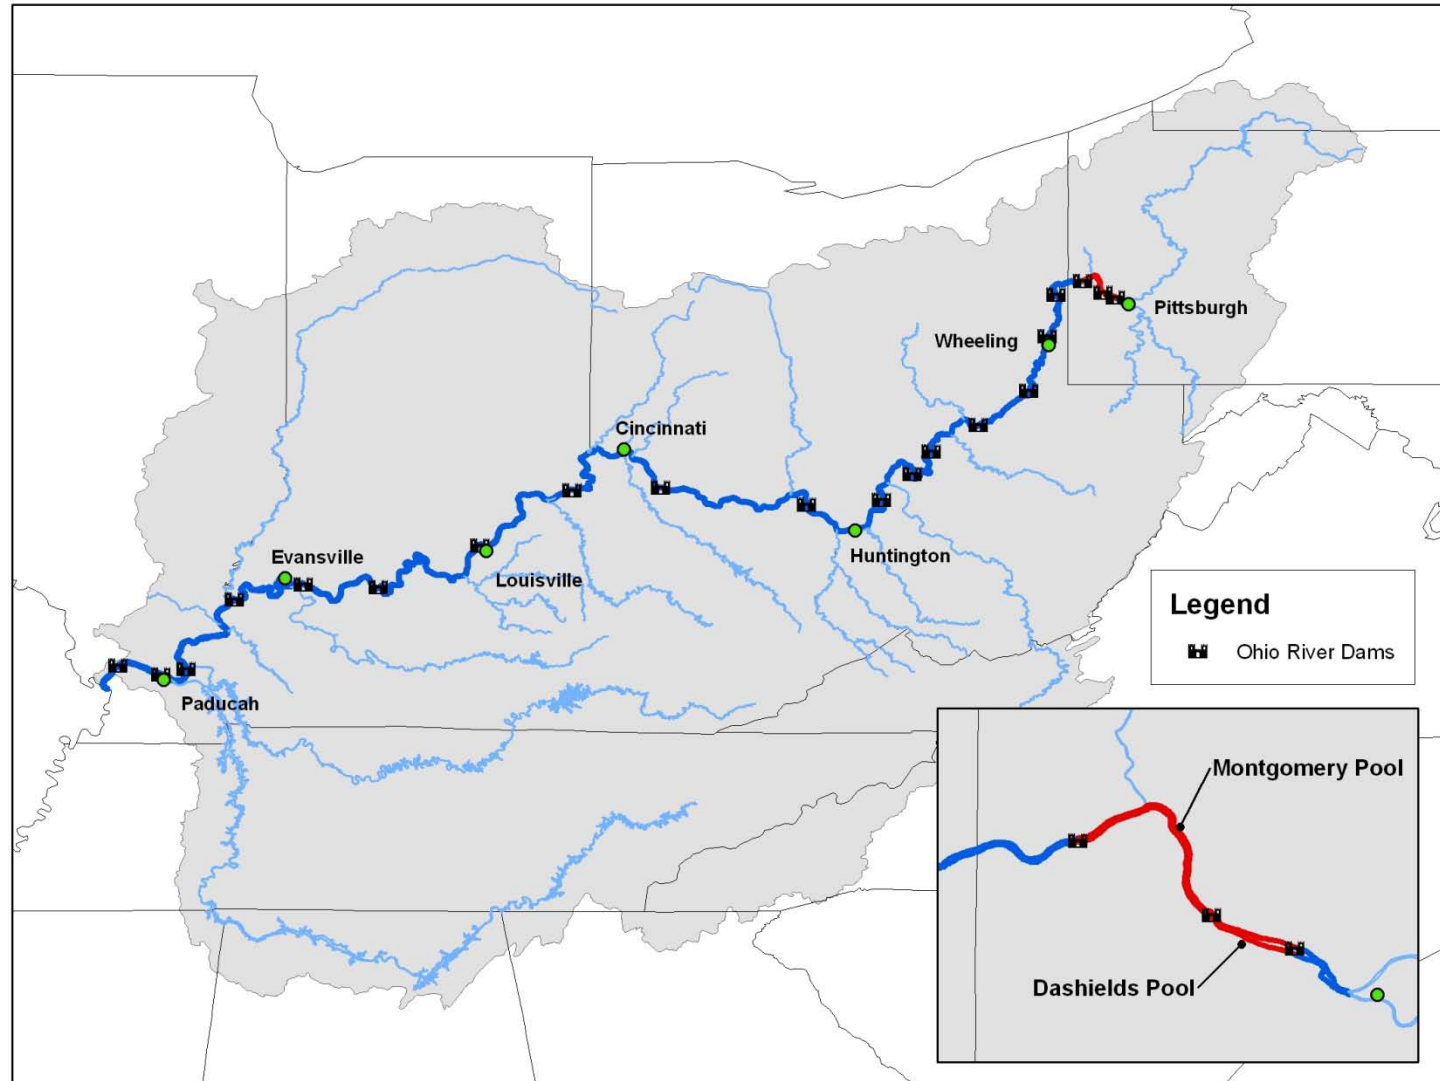 Pittsburgh
Wheeling
Cincinnati
Huntington
Evansville
Louisville
Paducah
Legend
Ohio River Dams
Montgomery Pool
Dashields Pool